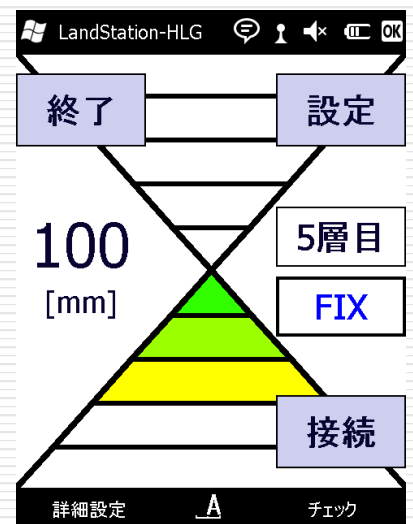 LandStation-HLG OK
終了 設定
100
[mm]
5層目
FIX
接続
詳細設定 A チェック